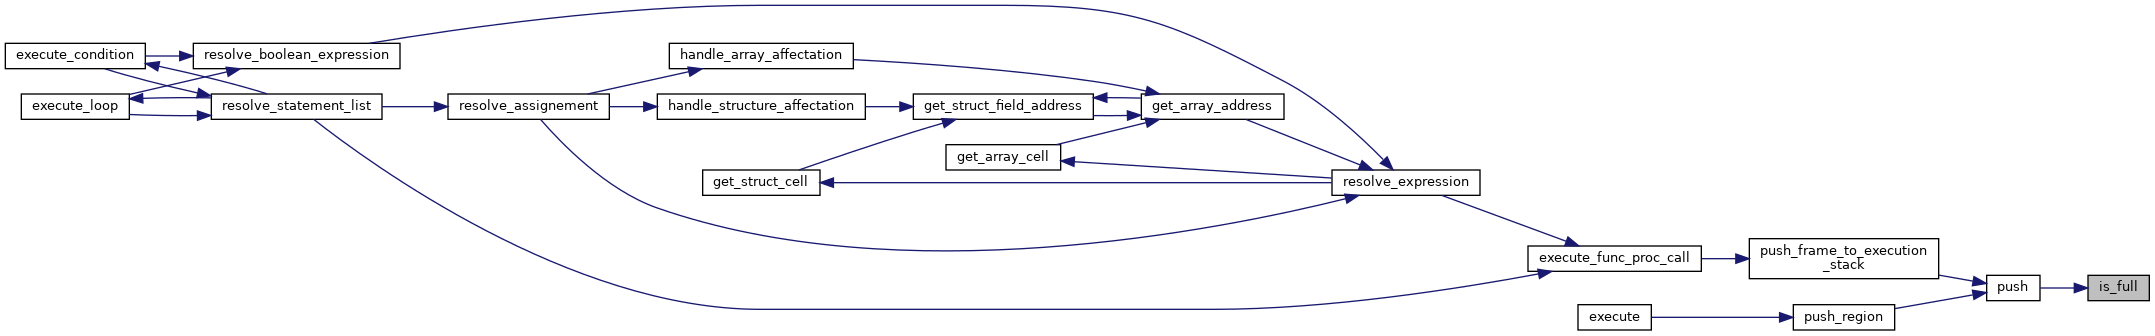 execute_condition
resolve_boolean_expression
handle_array_affectation
execute_loop
resolve_statement_list
resolve_assignement
handle_structure_affectation
get_struct_field_address
get_array_address
get_array_cell
get_struct_cell
resolve_expression
execute_func_proc_call
push_frame_to_execution
_stack
push
is_full
execute
push_region